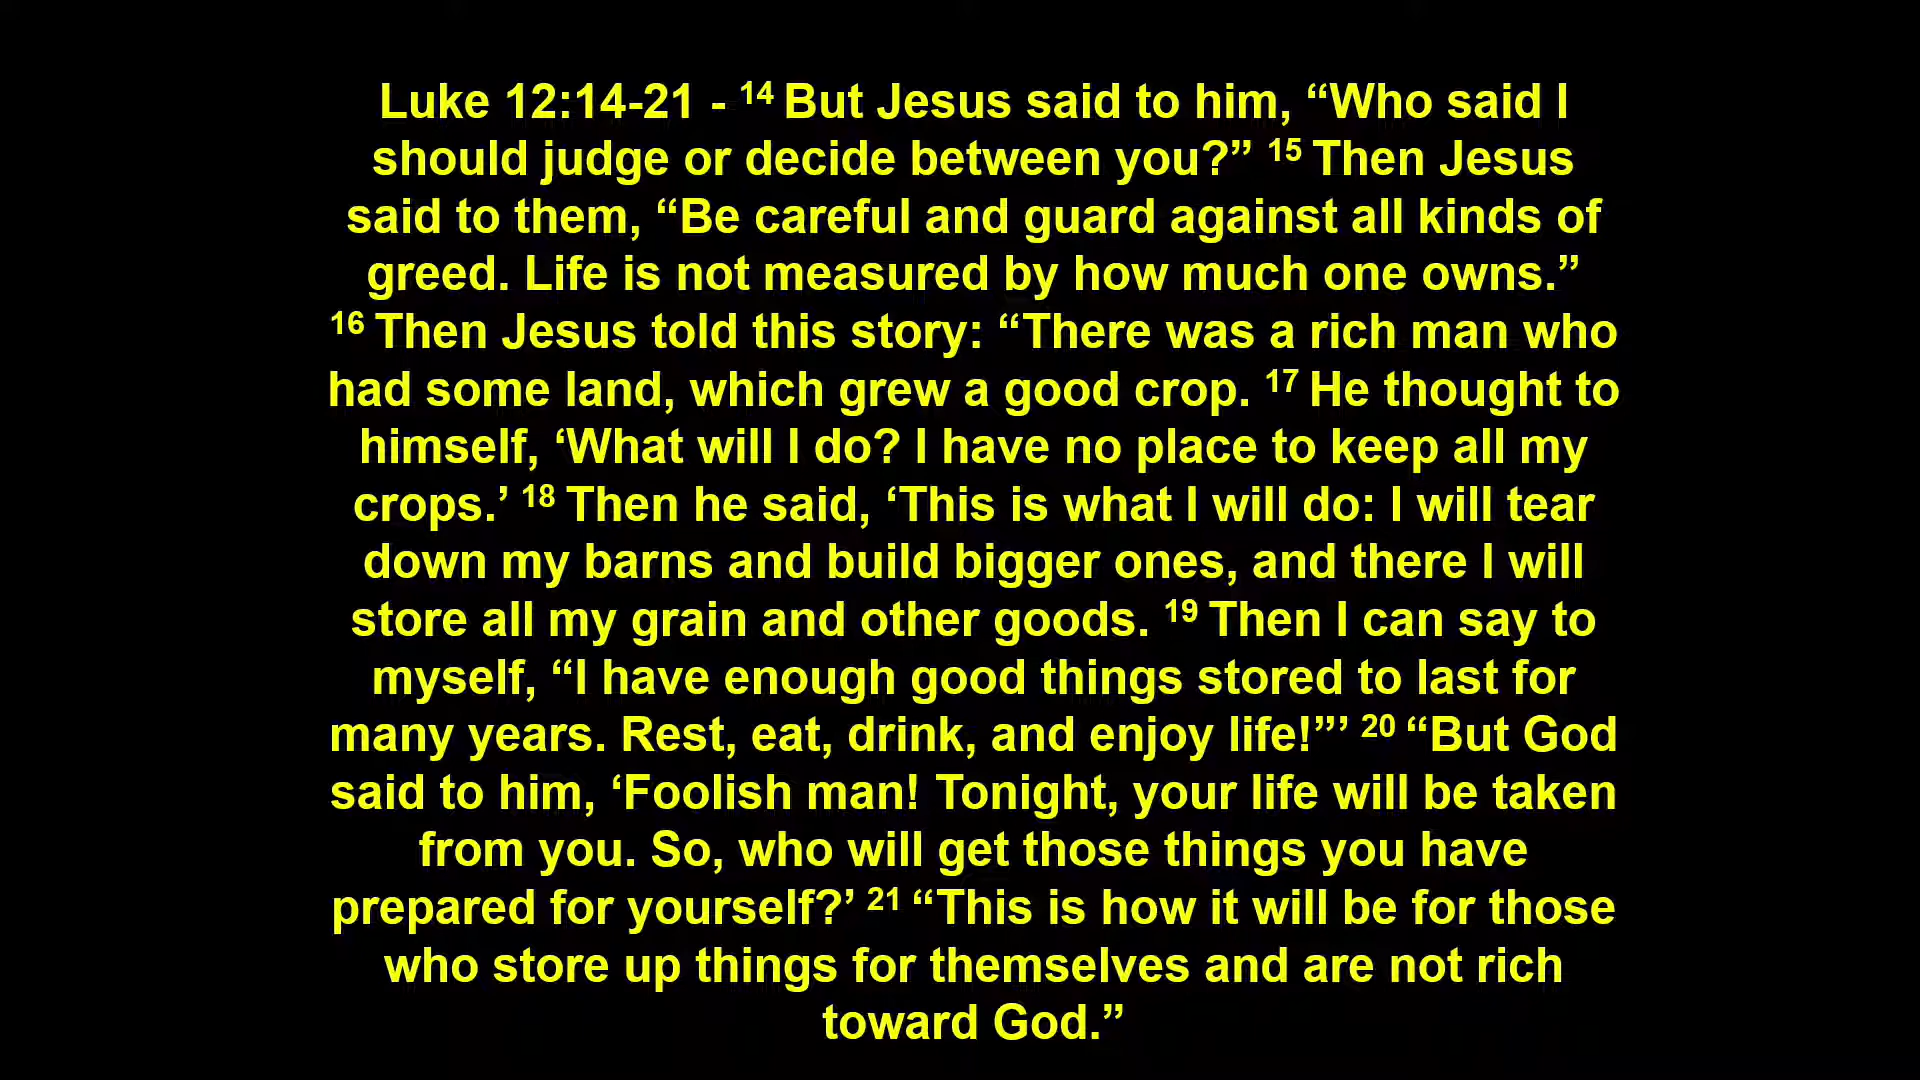 Luke 12:14-21 - 14 But Jesus said to him, “Who said I
should judge or decide between you?” 15 Then Jesus
said to them, “Be careful and guard against all kinds of
greed. Life is not measured by how much one owns.”
16 Then Jesus told this story: “There was a rich man who
had some land, which grew a good crop. 17 He thought to
himself, ‘What will I do? I have no place to keep all my
crops.’ 18 Then he said, ‘This is what I will do: I will tear
down my barns and build bigger ones, and there I will
store all my grain and other goods. 19 Then I can say to
myself, “I have enough good things stored to last for
many years. Rest, eat, drink, and enjoy life!”’ 20 “But God
said to him, ‘Foolish man! Tonight, your life will be taken
from you. So, who will get those things you have
prepared for yourself?’ 21 “This is how it will be for those
who store up things for themselves and are not rich
toward God.”